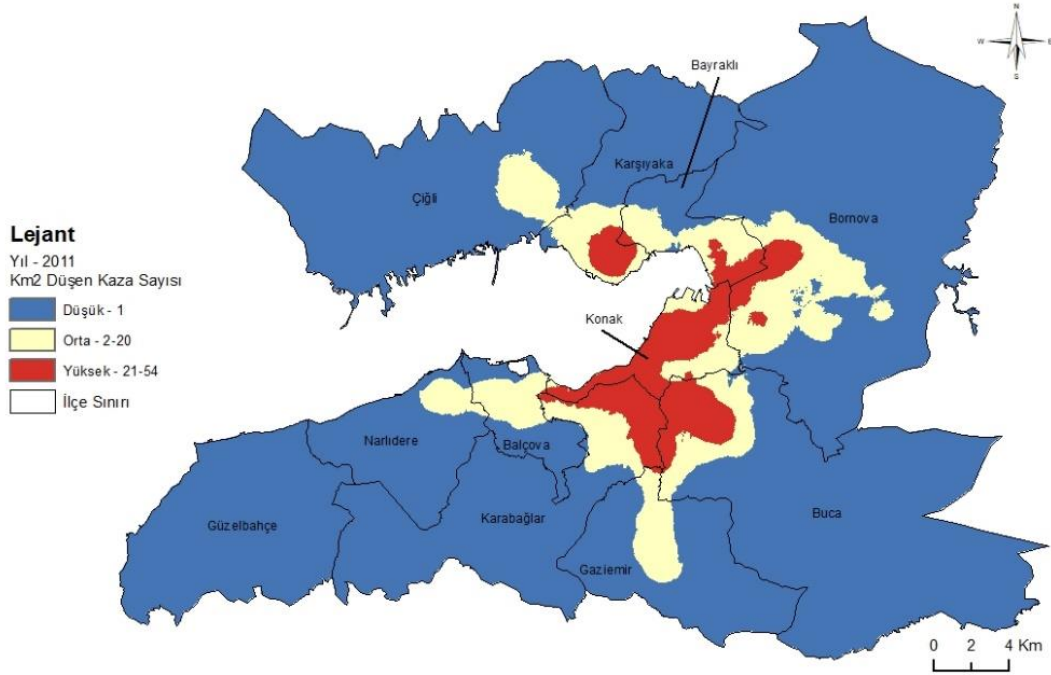 N
W E
S
Bayraklı
Karşıyaka
Çiğli
Bornova
Lejant
Yıl - 2011
Km2 Düşen Kaza Sayısı
Düşük - 1
Orta - 2-20
Yüksek - 21-54
İlçe Sınırı
Konak
Narlıdere
Balçova
Güzelbahçe
Karabağlar
Buca
Gaziemir
0 2 4 Km